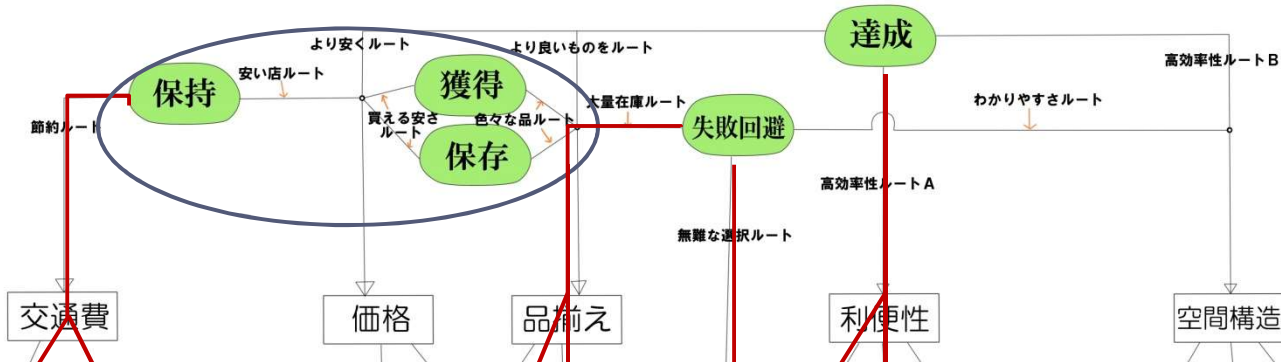 より安くルート
より良いものをルート
達成
高効率性ルートB
保持
安い店ルート
獲得
買える安さ
ルート
色々な品ルート
大量在庫ルート
わかりやすさルート
節約ルート
保存
失敗回避
高効率性ルートA
無難な選択ルート
交通費
価格
品揃え
利便性
空間構造